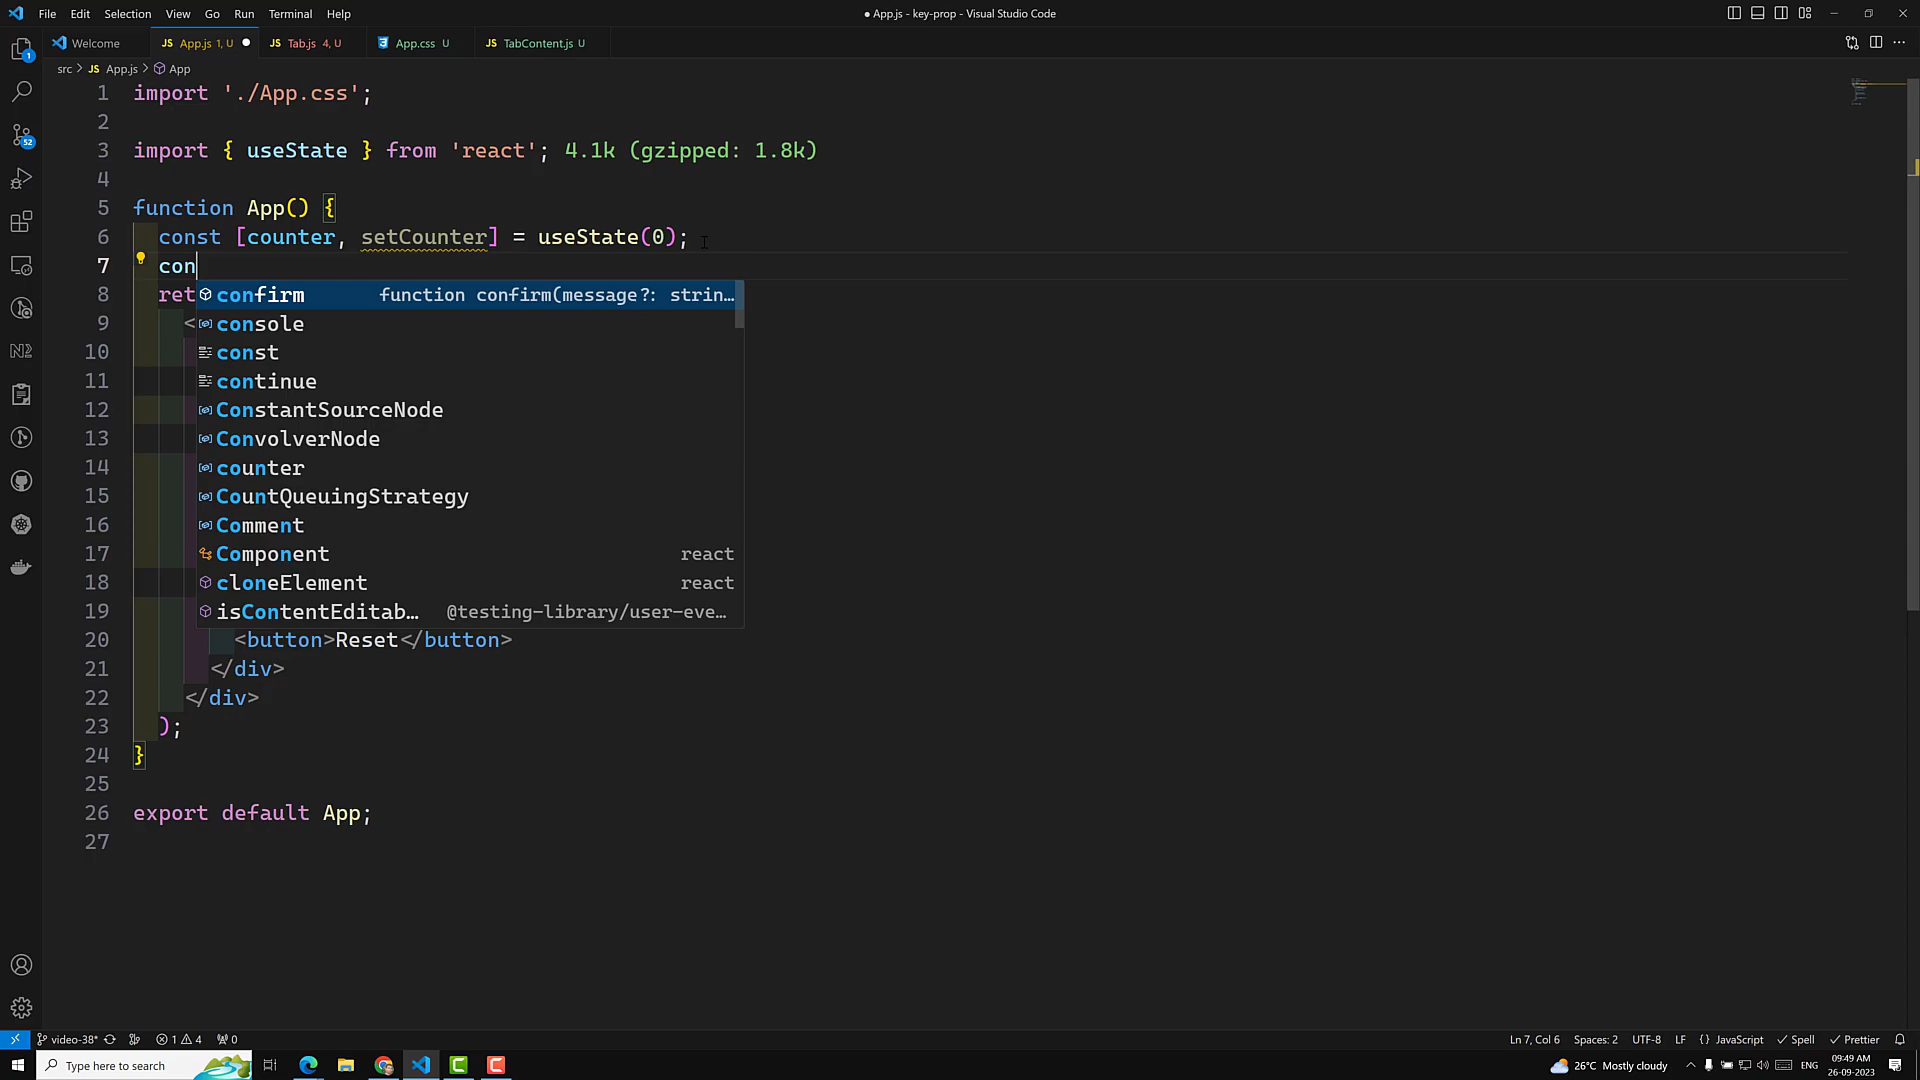 File Edit Selection View Go Run Terminal Help
● App.js - key-prop - Visual Studio Code
Welcome
JS App.js 1, U
JS Tab.js 4, U
App.css U
JS TabContent.js U
src > JS App.js > App
1 import './App.css';
2
3 import { useState } from 'react'; 4.1k (gzipped: 1.8k)
4
5 function App() {
6 const [counter, setCounter] = useState(0);
7 con
8 ret
confirm function confirm(message?: strin…
9 <
console
10
const
11
continue
12
ConstantSourceNode
13
ConvolverNode
14
counter
15
CountQueuingStrategy
16
Comment
17
Component react
18
cloneElement react
19
isContentEditab… @testing-library/user-eve…
20 <button>Reset</button>
21 </div>
22 </div>
23 );
24 }
25
26 export default App;
27
1
52
video-38* 1 4 0
Ln 7, Col 6 Spaces: 2 UTF-8 LF {} JavaScript Spell Prettier
Type here to search
26°C Mostly cloudy
ENG
09:49 AM
26-09-2023